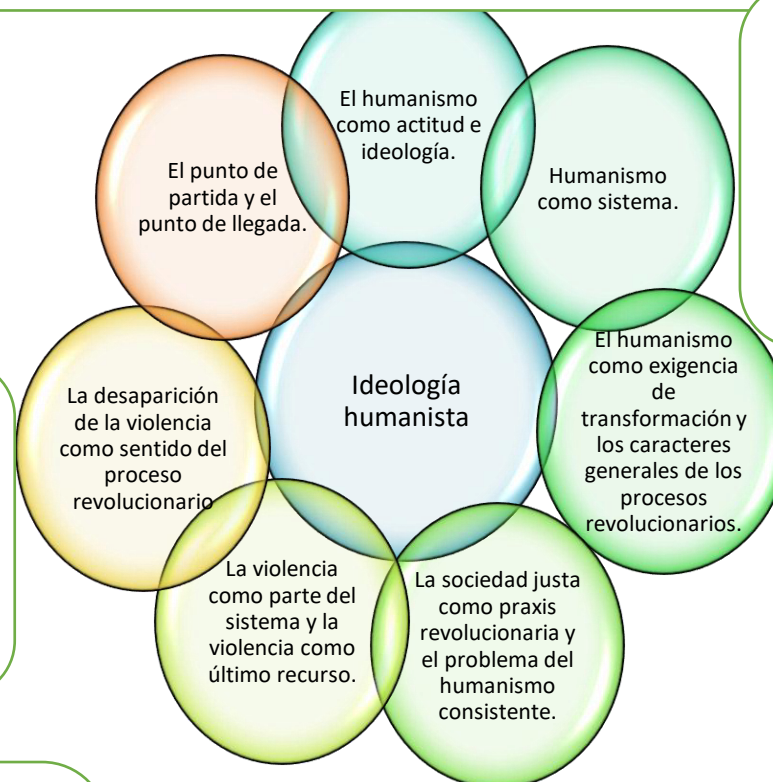 El humanismo
como actitud e
ideología.
Humanismo
como sistema.
El humanismo
como exigencia
de
transformación y
los caracteres
generales de los
procesos
revolucionarios.
La sociedad justa
como praxis
revolucionaria y
el problema del
humanismo
consistente.
La violencia
como parte del
sistema y la
violencia como
último recurso.
La desaparición
de la violencia
como sentido del
proceso
revolucionario
El punto de
partida y el
punto de llegada.
Ideología
humanista